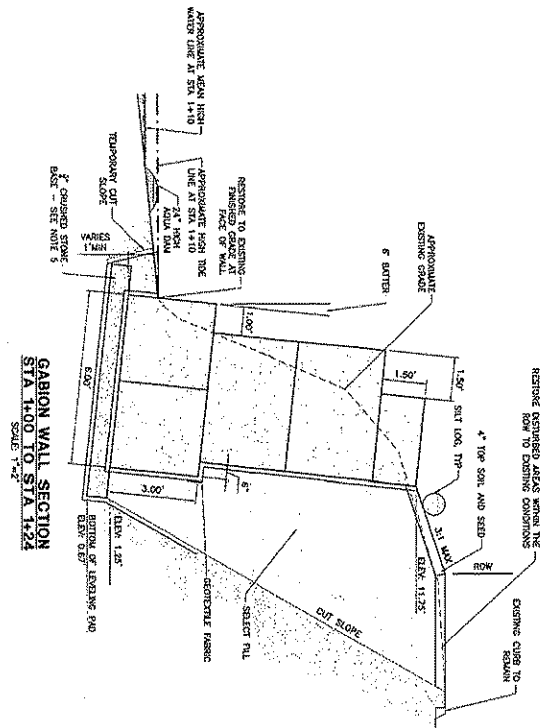 APPROXIMATE MEAN HIGH
WATER LINE AT STA 1+10
APPROXIMATE HIGH TIDE
LINE AT STA 1+10
24" HIGH
AQUA DAM
TEMPORARY CUT
SLOPE
RESTORE TO EXISTING
FINISHED GRADE AT
FACE OF WALL
APPROXIMATE
EXISTING GRADE
6° BATTER
RESTORE DISTURBED AREAS WITHIN THE
ROW TO EXISTING CONDITIONS
4" TOP SOIL AND SEED
SILT LOG, TYP.
3:1 MAX
ROW
EXISTING CURB TO
REMAIN
1.50'
1.50'
1.00'
ELEV: 11.75'
VARIES
1' MIN
CRUSHED STONE
BASE - SEE NOTE 5
6.00'
3.00'
6"
CUT SLOPE
SELECT FILL
GEOTEXTILE FABRIC
ELEV: 1.25'
BOTTOM OF LEVELING PAD
ELEV: 0.67'
GABION WALL SECTION
STA 1+00 TO STA 1+24
SCALE: 1"=2'